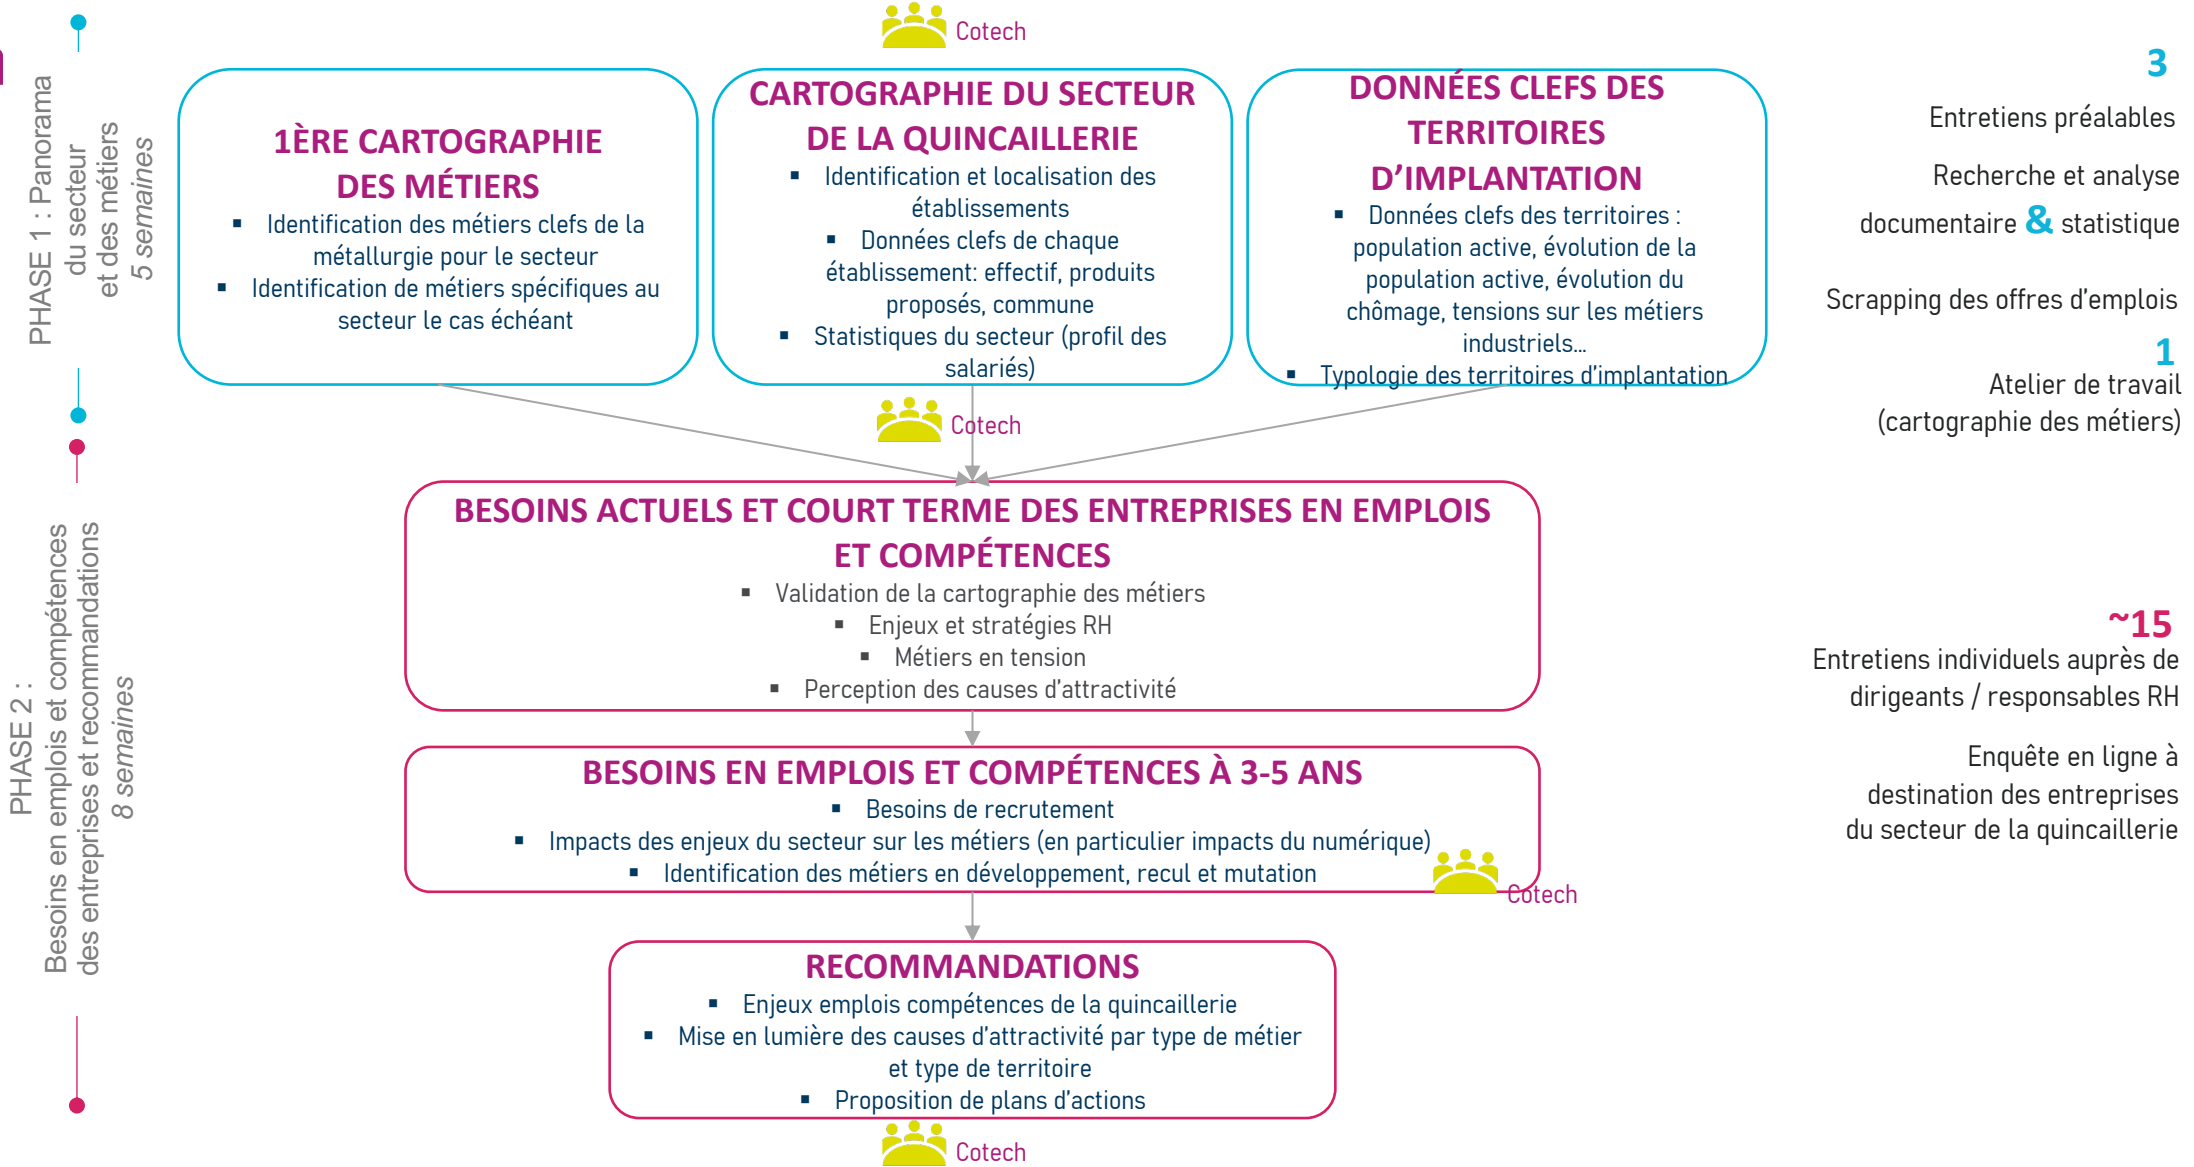 Cotech
PHASE 1 : Panorama
du secteur
et des métiers
5 semaines
1ÈRE CARTOGRAPHIE
DES MÉTIERS
▪ Identification des métiers clefs de la
métallurgie pour le secteur
▪ Identification de métiers spécifiques au
secteur le cas échéant
CARTOGRAPHIE DU SECTEUR
DE LA QUINCAILLERIE
▪ Identification et localisation des
établissements
▪ Données clefs de chaque
établissement: effectif, produits
proposés, commune
▪ Statistiques du secteur (profil des
salariés)
DONNÉES CLEFS DES
TERRITOIRES
D’IMPLANTATION
▪ Données clefs des territoires :
population active, évolution de la
population active, évolution du
chômage, tensions sur les métiers
industriels…
▪ Typologie des territoires d’implantation
3
Entretiens préalables
Recherche et analyse
documentaire & statistique
Scrapping des offres d’emplois
1
Atelier de travail
(cartographie des métiers)
Cotech
PHASE 2 :
Besoins en emplois et compétences
des entreprises et recommandations
8 semaines
BESOINS ACTUELS ET COURT TERME DES ENTREPRISES EN EMPLOIS
ET COMPÉTENCES
▪ Validation de la cartographie des métiers
▪ Enjeux et stratégies RH
▪ Métiers en tension
▪ Perception des causes d’attractivité
~15
Entretiens individuels auprès de
dirigeants / responsables RH
Enquête en ligne à
destination des entreprises
du secteur de la quincaillerie
BESOINS EN EMPLOIS ET COMPÉTENCES À 3-5 ANS
▪ Besoins de recrutement
▪ Impacts des enjeux du secteur sur les métiers (en particulier impacts du numérique)
▪ Identification des métiers en développement, recul et mutation
Cotech
RECOMMANDATIONS
▪ Enjeux emplois compétences de la quincaillerie
▪ Mise en lumière des causes d’attractivité par type de métier
et type de territoire
▪ Proposition de plans d’actions
Cotech